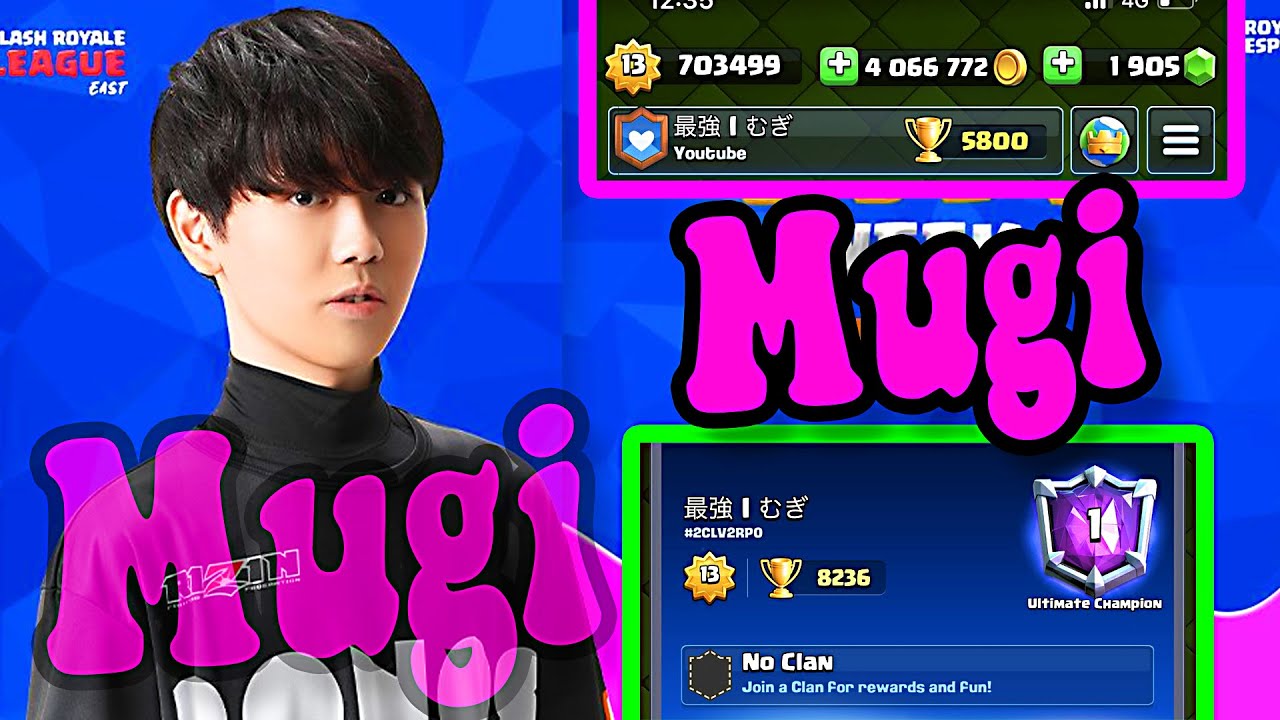 LASH ROYALE
LEAGUE
EAST
ROY
ESP
12:35
4G
13
703499
4 066 772
1 905
最強 | むぎ
Youtube
5800
Mugi
Mugi
RIZIN
最強 | むぎ
#2CLV2RPO
13
8236
1
Ultimate Champion
No Clan
Join a Clan for rewards and fun!